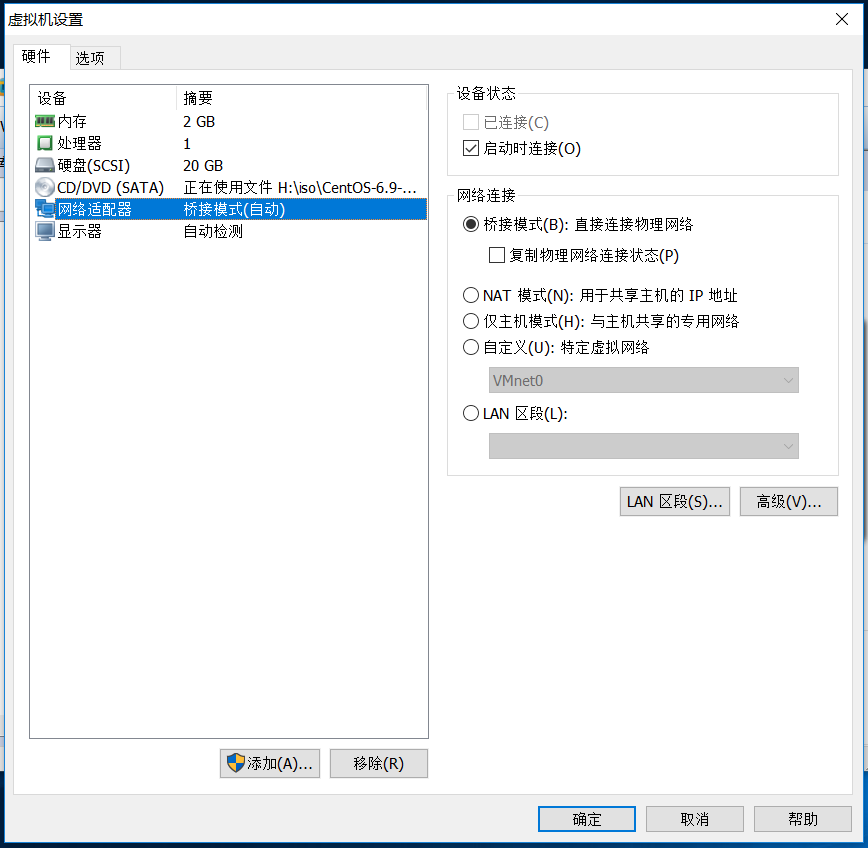 虚拟机设置
硬件 选项
设备 摘要
内存 2 GB
处理器 1
硬盘(SCSI) 20 GB
CD/DVD (SATA) 正在使用文件 H:\iso\CentOS-6.9-...
网络适配器 桥接模式(自动)
显示器 自动检测
添加(A)... 移除(R)
设备状态
已连接(C)
启动时连接(O)
网络连接
桥接模式(B): 直接连接物理网络
复制物理网络连接状态(P)
NAT 模式(N): 用于共享主机的 IP 地址
仅主机模式(H): 与主机共享的专用网络
自定义(U): 特定虚拟网络
VMnet0
LAN 区段(L):
LAN 区段(S)... 高级(V)...
确定 取消 帮助